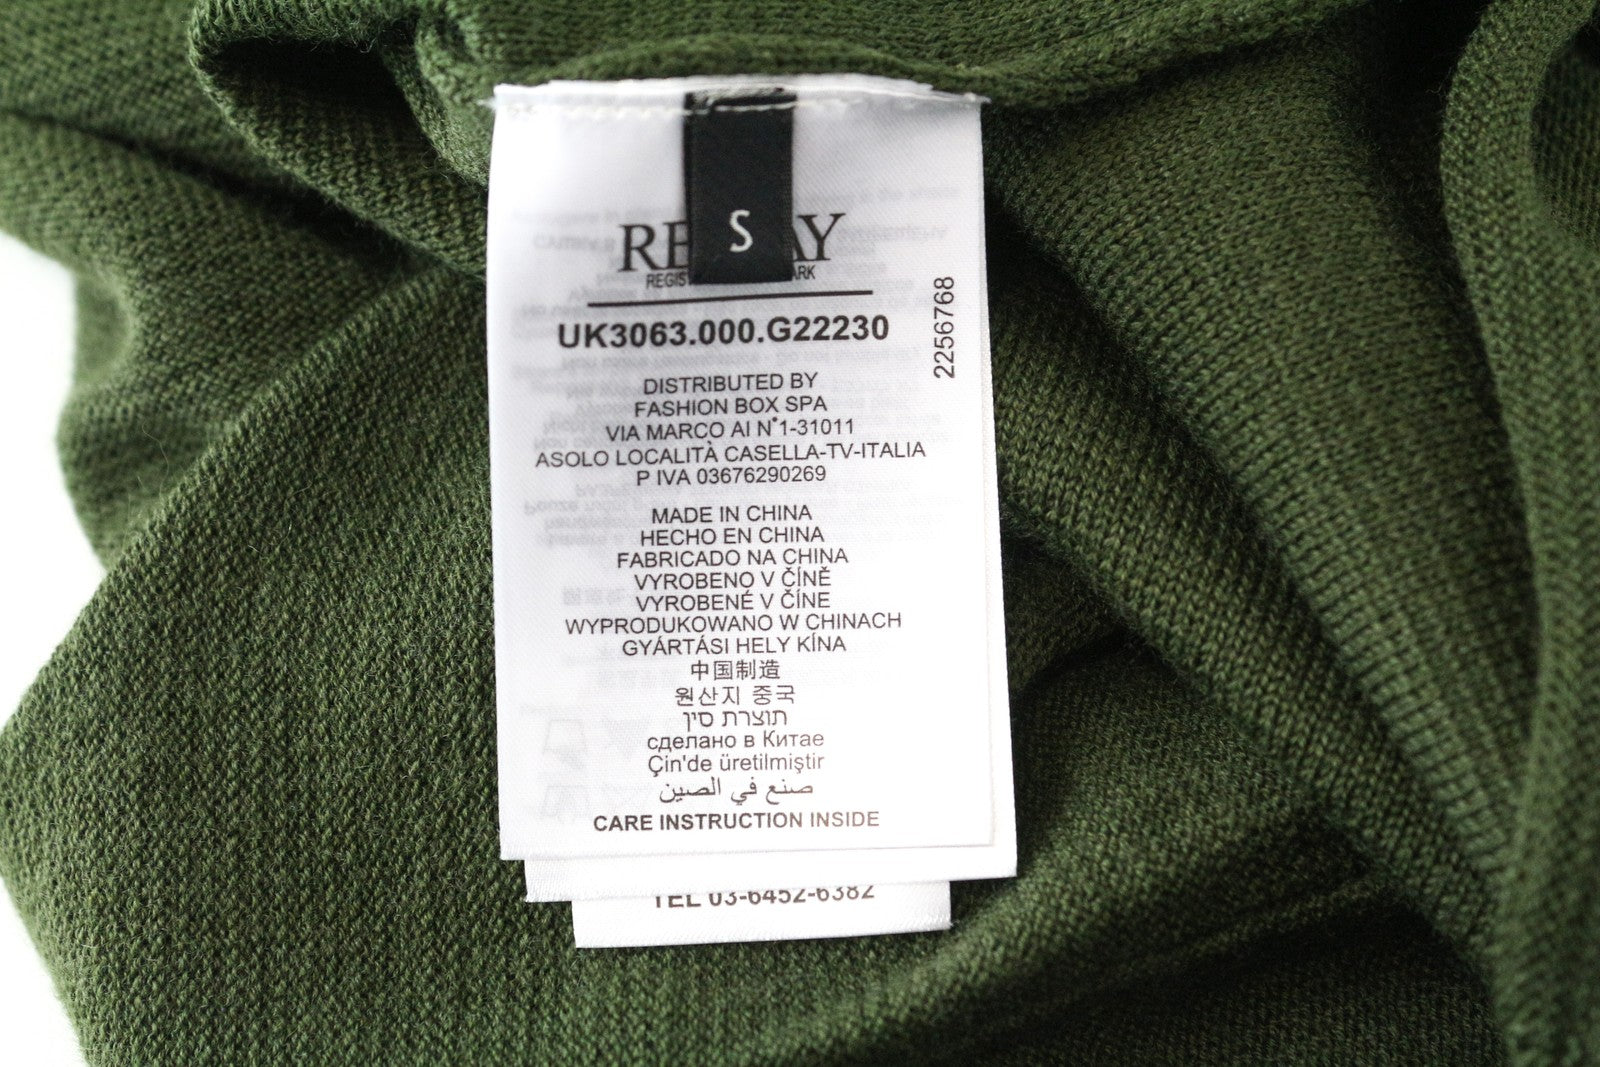 S
UK3063.000.G22230
2256768
DISTRIBUTED BY
FASHION BOX SPA
VIA MARCO AI N°1-31011
ASOLO LOCALITÀ CASELLA-TV-ITALIA
P IVA 03676290269
MADE IN CHINA
HECHO EN CHINA
FABRICADO NA CHINA
VYROBENO V ČÍNĚ
VYROBENÉ V ČÍNE
WYPRODUKOWANO W CHINACH
GYÁRTÁSI HELY KÍNA
中国制造
원산지 중국
תוצרת סין
сделано в Китае
Çin'de üretilmiştir
صنع في الصين
CARE INSTRUCTION INSIDE
TEL 03-6452-6382